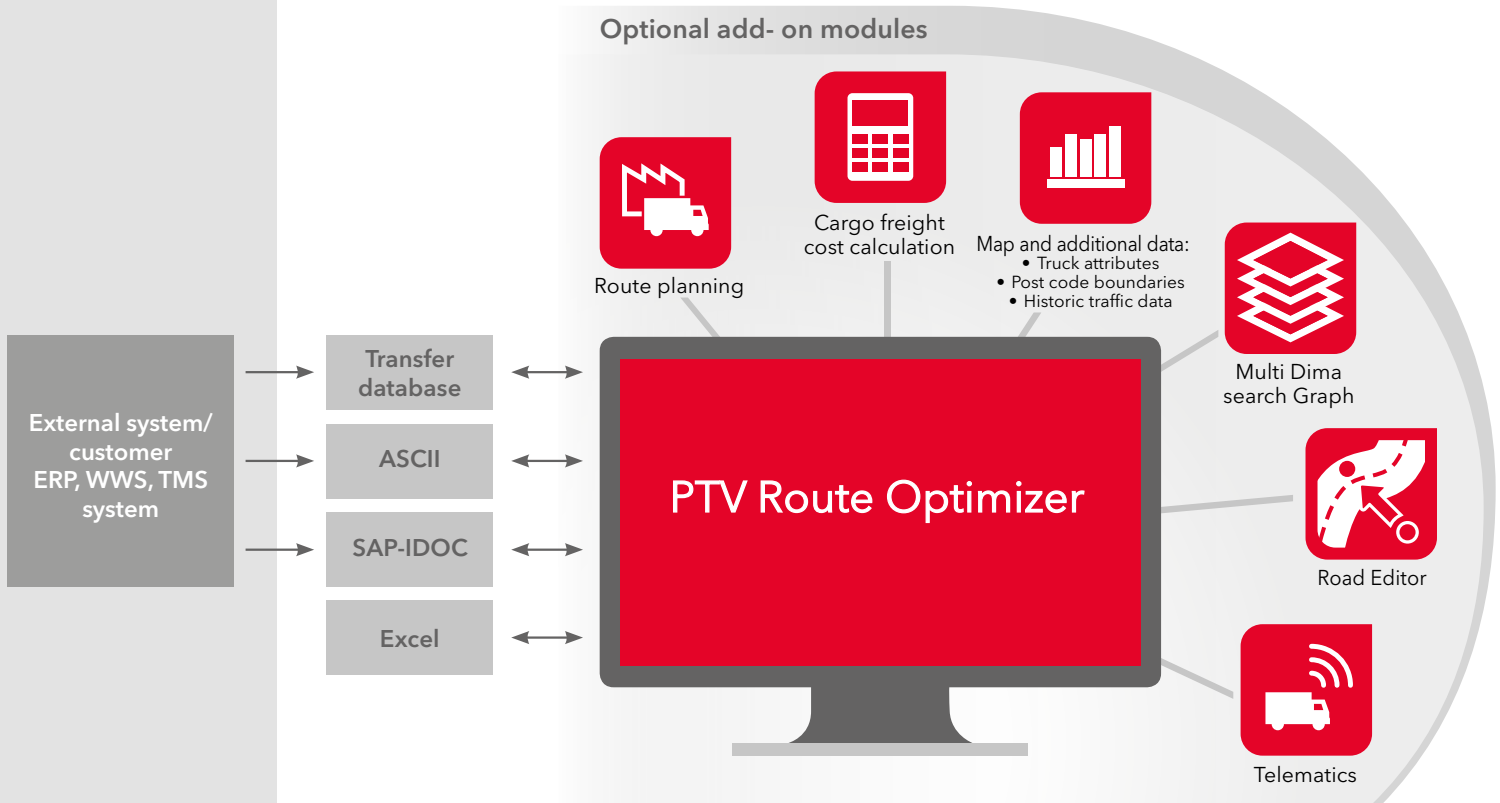 Optional add- on modules
Route planning
Cargo freight
cost calculation
Map and additional data:
• Truck attributes
• Post code boundaries
• Historic traffic data
Multi Dima
search Graph
Road Editor
Telematics
External system/
customer
ERP, WWS, TMS
system
Transfer
database
ASCII
SAP-IDOC
Excel
PTV Route Optimizer